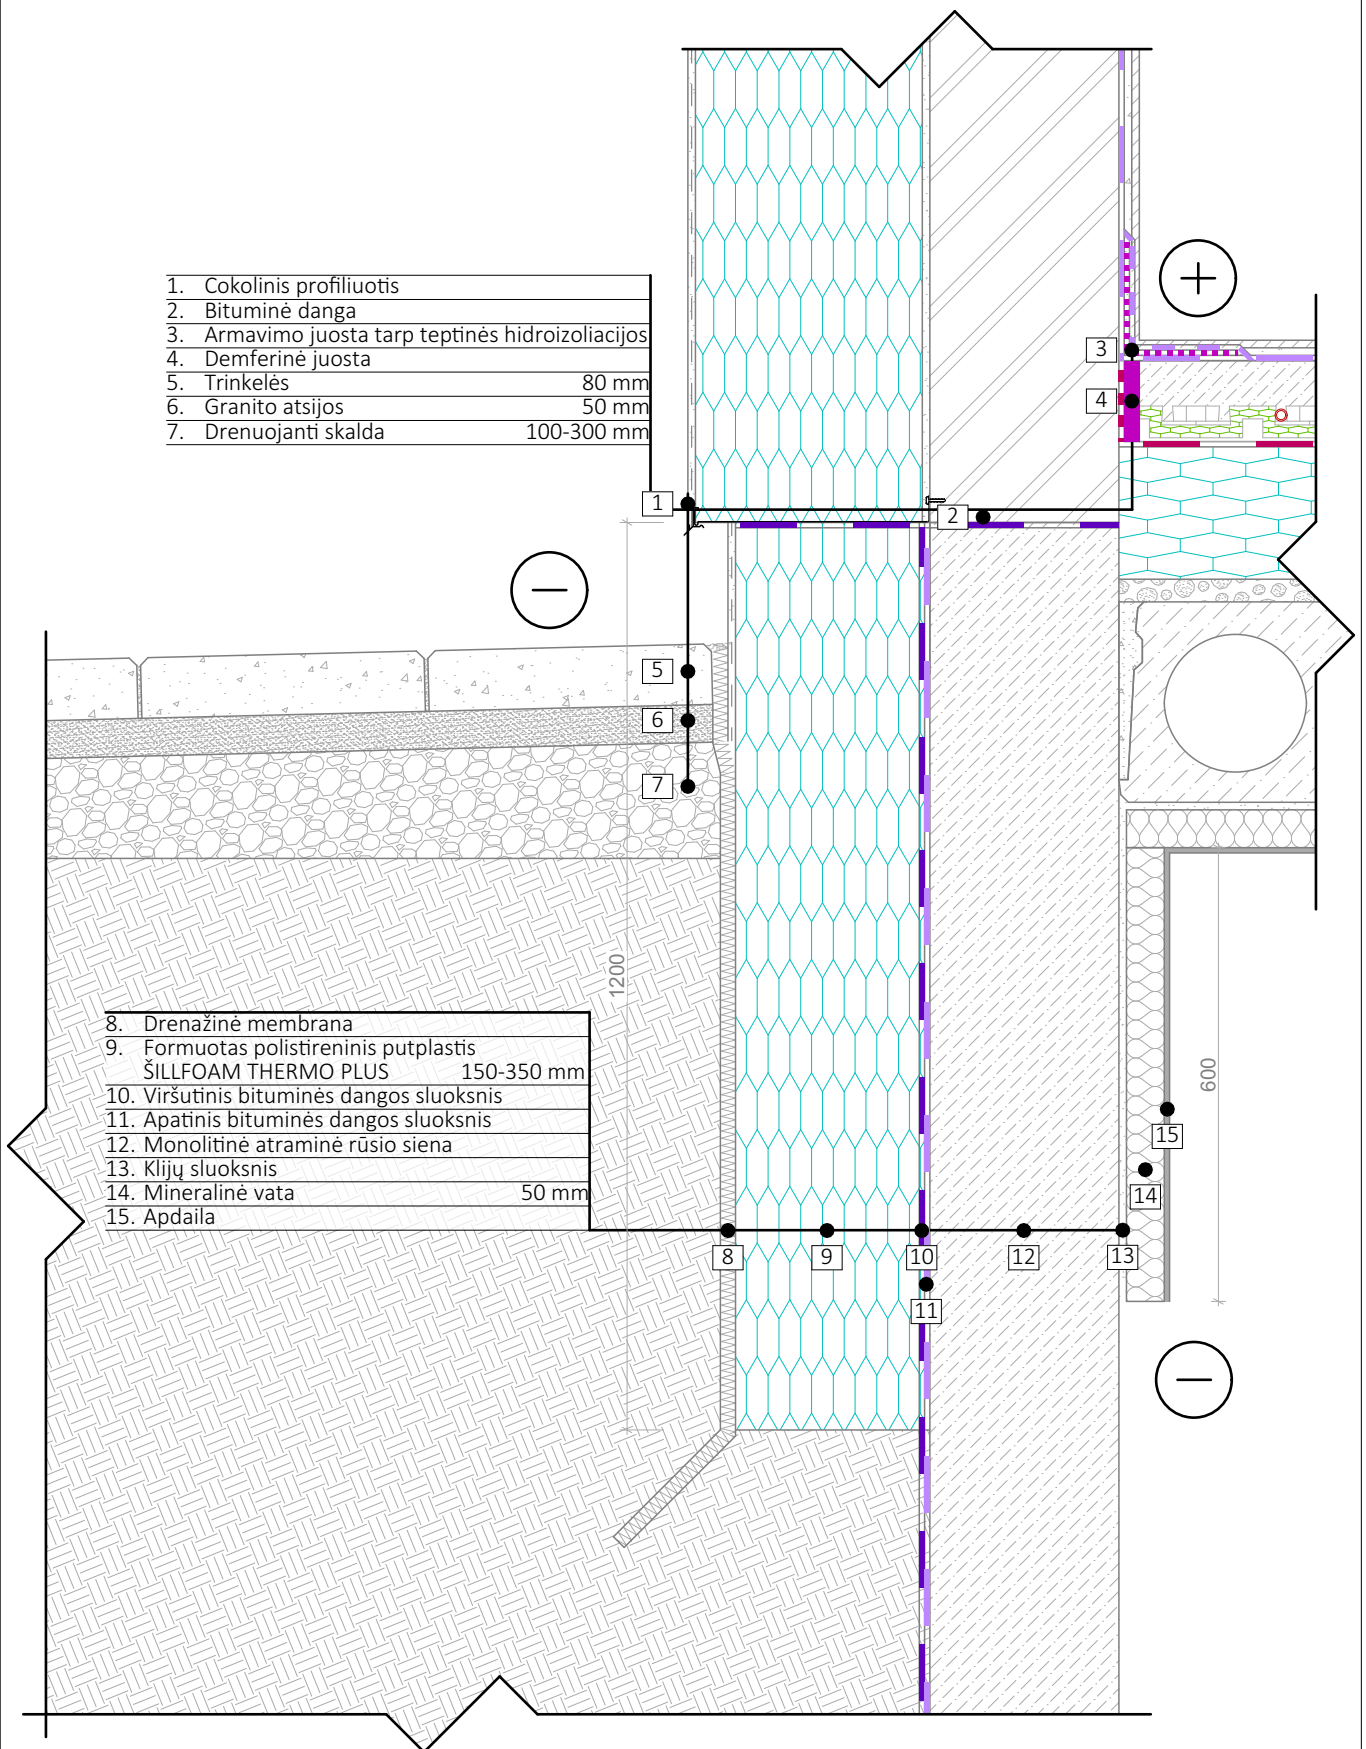 1. Cokolinis profiliuotis
2. Bituminė danga
3. Armavimo juosta tarp teptinės hidroizoliacijos
4. Demferinė juosta
5. Trinkelės 80 mm
6. Granito atsijos 50 mm
7. Drenuojanti skalda 100-300 mm
+
3
4
1
2
−
5
6
7
1200
8. Drenažinė membrana
9. Formuotas polistireninis putplastis
ŠILLFOAM THERMO PLUS 150-350 mm
10. Viršutinis bituminės dangos sluoksnis
11. Apatinis bituminės dangos sluoksnis
12. Monolitinė atraminė rūsio siena
13. Klijų sluoksnis
14. Mineralinė vata 50 mm
15. Apdaila
600
15
14
8 9 10 12 13
11
−